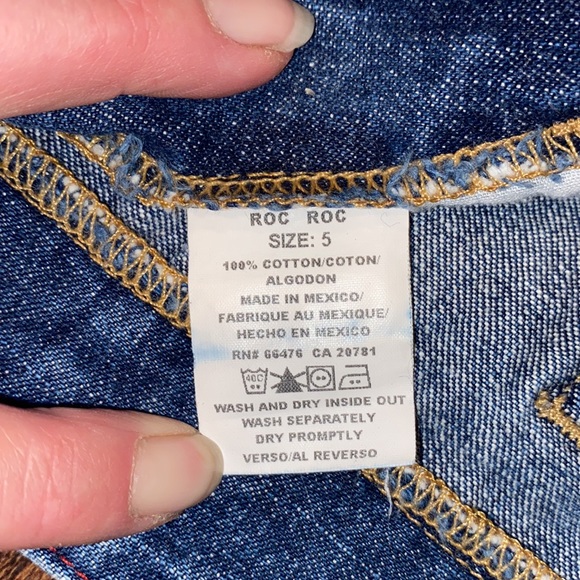 ROC ROC
SIZE: 5
100% COTTON/COTON/
ALGODON
MADE IN MEXICO/
FABRIQUE AU MEXIQUE/
HECHO EN MEXICO
RN# 66476 CA 20781
40C
WASH AND DRY INSIDE OUT
WASH SEPARATELY
DRY PROMPTLY
VERSO/AL REVERSO